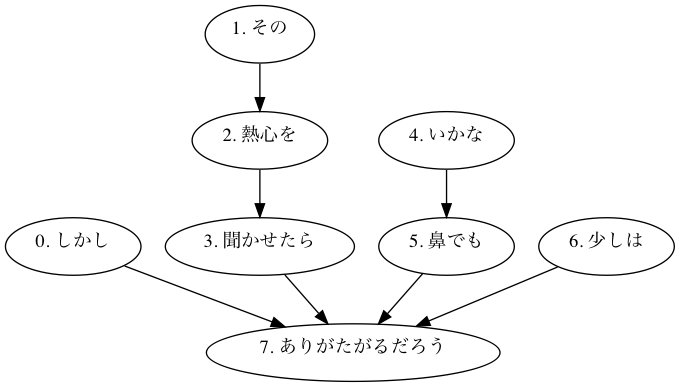 1. その
2. 熱心を
4. いかな
0. しかし
3. 聞かせたら
5. 鼻でも
6. 少しは
7. ありがたがるだろう